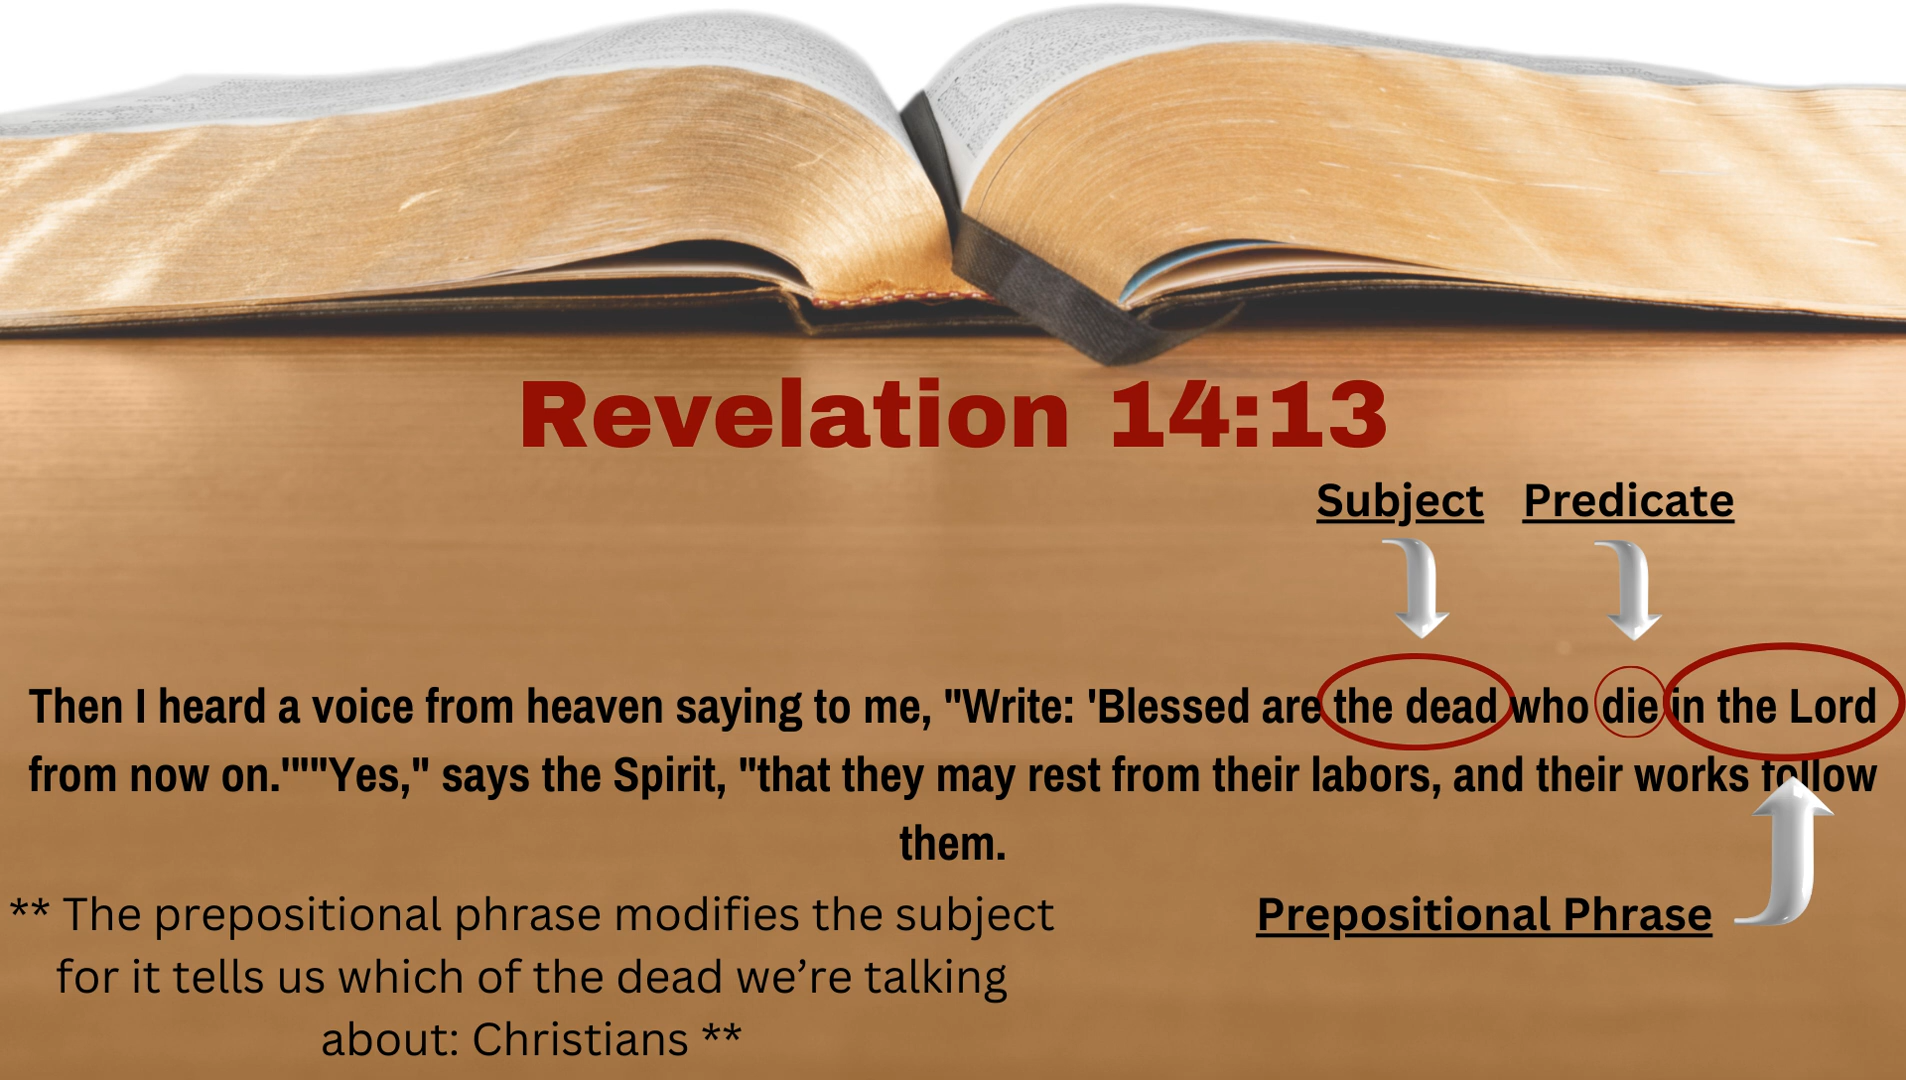 Revelation 14:13
Subject Predicate
Then I heard a voice from heaven saying to me, "Write: 'Blessed are the dead who die in the Lord
from now on.'"""Yes," says the Spirit, "that they may rest from their labors, and their works follow
them.
** The prepositional phrase modifies the subject
for it tells us which of the dead we’re talking
about: Christians **
Prepositional Phrase